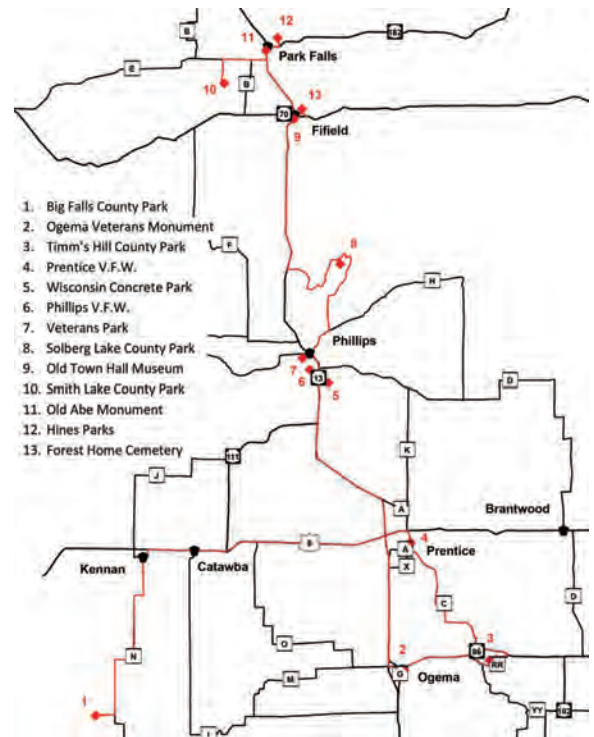 12
B
182
11
Park Falls
B
10
B
13
70
Fifield
9
1. Big Falls County Park
2. Ogema Veterans Monument
3. Timm's Hill County Park
4. Prentice V.F.W.
5. Wisconsin Concrete Park
6. Phillips V.F.W.
7. Veterans Park
8. Solberg Lake County Park
9. Old Town Hall Museum
10. Smith Lake County Park
11. Old Abe Monument
12. Hines Parks
13. Forest Home Cemetery
F
8
H
Phillips
7
6
13
5
D
K
111
J
A
Brantwood
4
8
A
Prentice
Kennan
Catawba
X
D
C
N
O
3
86
2
RR
M
G
Ogema
1
YY
102